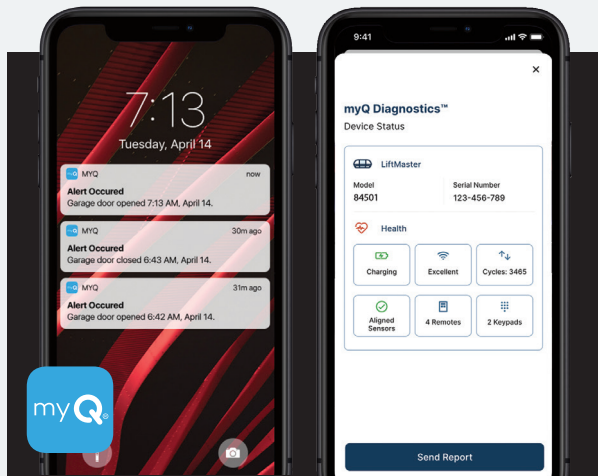 7:13
Tuesday, April 14
MYQ now
Alert Occured
Garage door opened 7:13 AM, April 14.
MYQ 30m ago
Alert Occured
Garage door closed 6:43 AM, April 14.
MYQ 31m ago
Alert Occured
Garage door opened 6:42 AM, April 14.
myQ
9:41
myQ Diagnostics™
Device Status
LiftMaster
Model Serial Number
84501 123-456-789
Health
Charging Excellent Cycles: 3465
Aligned Sensors 4 Remotes 2 Keypads
Send Report